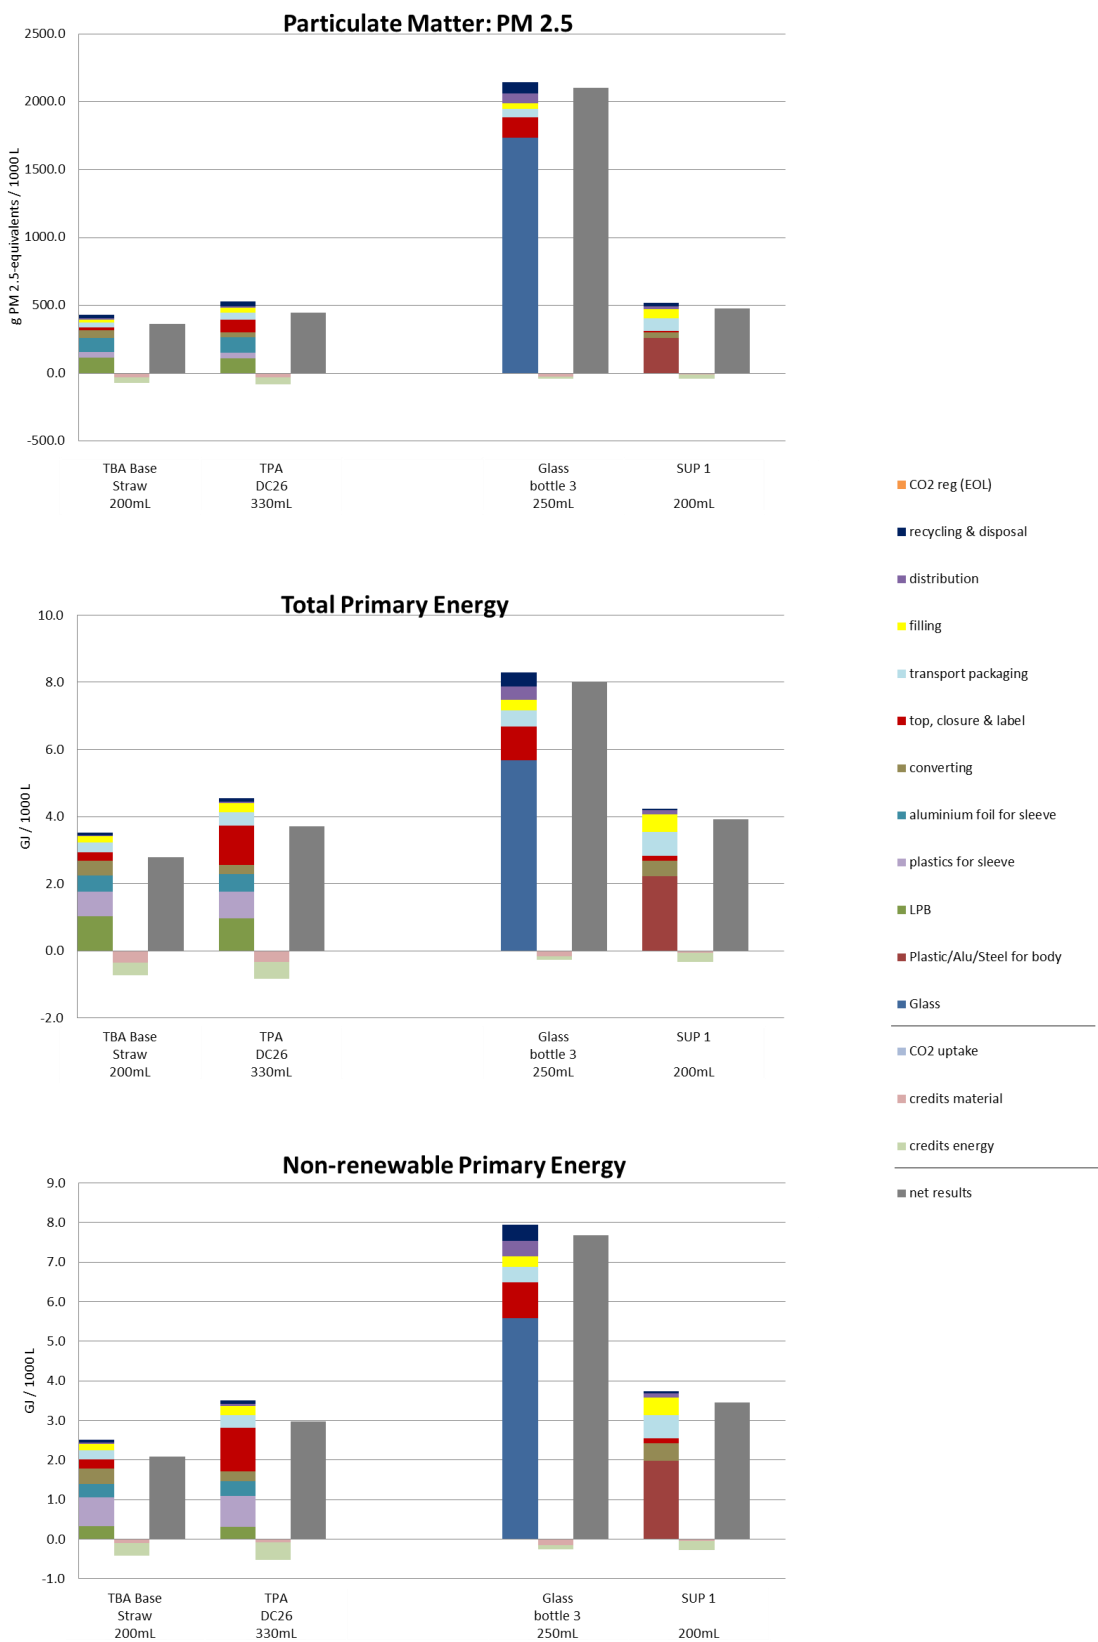 Particulate Matter: PM 2.5
2500.0
2000.0
1500.0
1000.0
500.0
0.0
-500.0
g PM 2.5-equivalents / 1000 L
TBA Base
Straw
200mL
TPA
DC26
330mL
Glass
bottle 3
250mL
SUP 1
200mL
Total Primary Energy
10.0
8.0
6.0
4.0
2.0
0.0
-2.0
GJ / 1000 L
TBA Base
Straw
200mL
TPA
DC26
330mL
Glass
bottle 3
250mL
SUP 1
200mL
Non-renewable Primary Energy
9.0
8.0
7.0
6.0
5.0
4.0
3.0
2.0
1.0
0.0
-1.0
GJ / 1000 L
TBA Base
Straw
200mL
TPA
DC26
330mL
Glass
bottle 3
250mL
SUP 1
200mL
CO2 reg (EOL)
recycling & disposal
distribution
filling
transport packaging
top, closure & label
converting
aluminium foil for sleeve
plastics for sleeve
LPB
Plastic/Alu/Steel for body
Glass
CO2 uptake
credits material
credits energy
net results